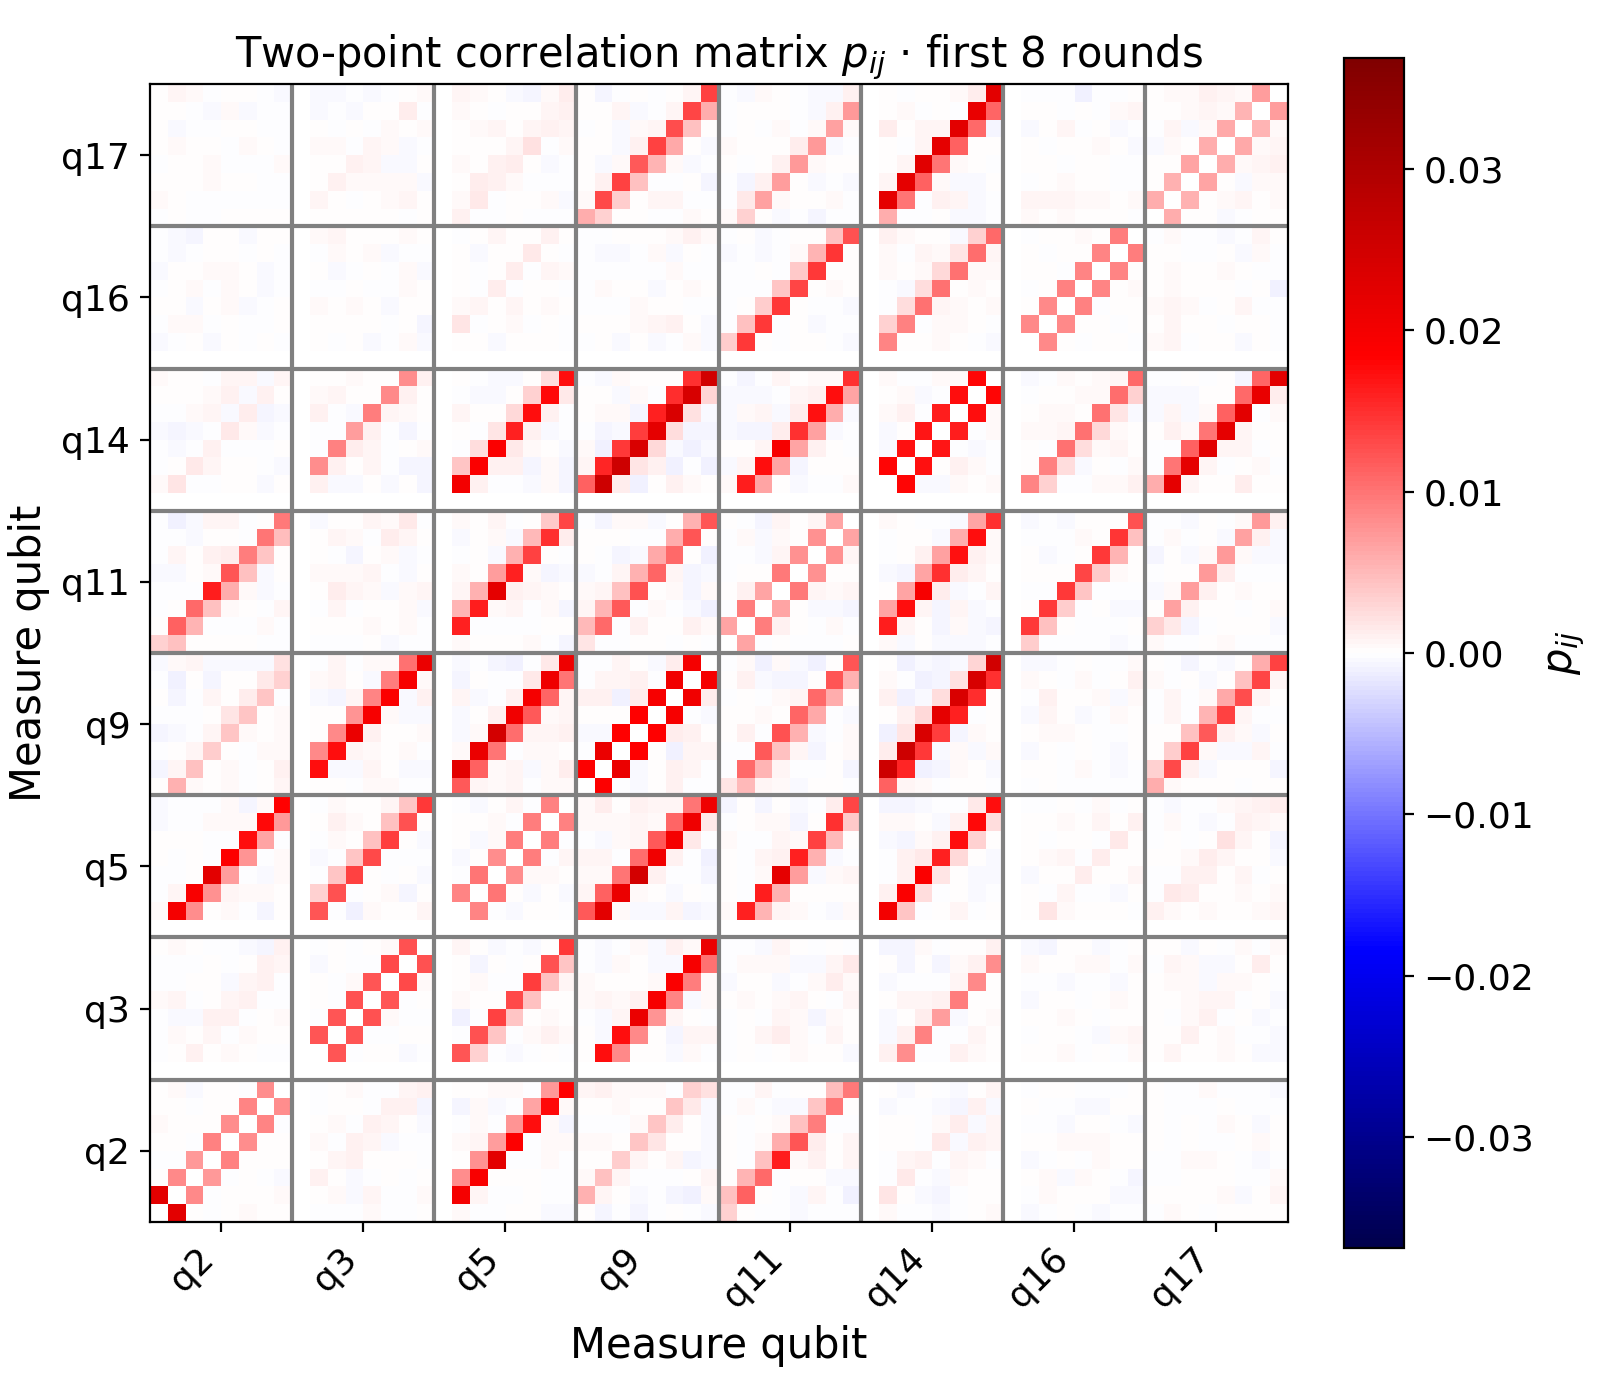 Two-point correlation matrix p_ij · first 8 rounds
Measure qubit
q17
q16
q14
q11
q9
q5
q3
q2
q2
q3
q5
q9
q11
q14
q16
q17
Measure qubit
0.03
0.02
0.01
0.00
−0.01
−0.02
−0.03
p_ij